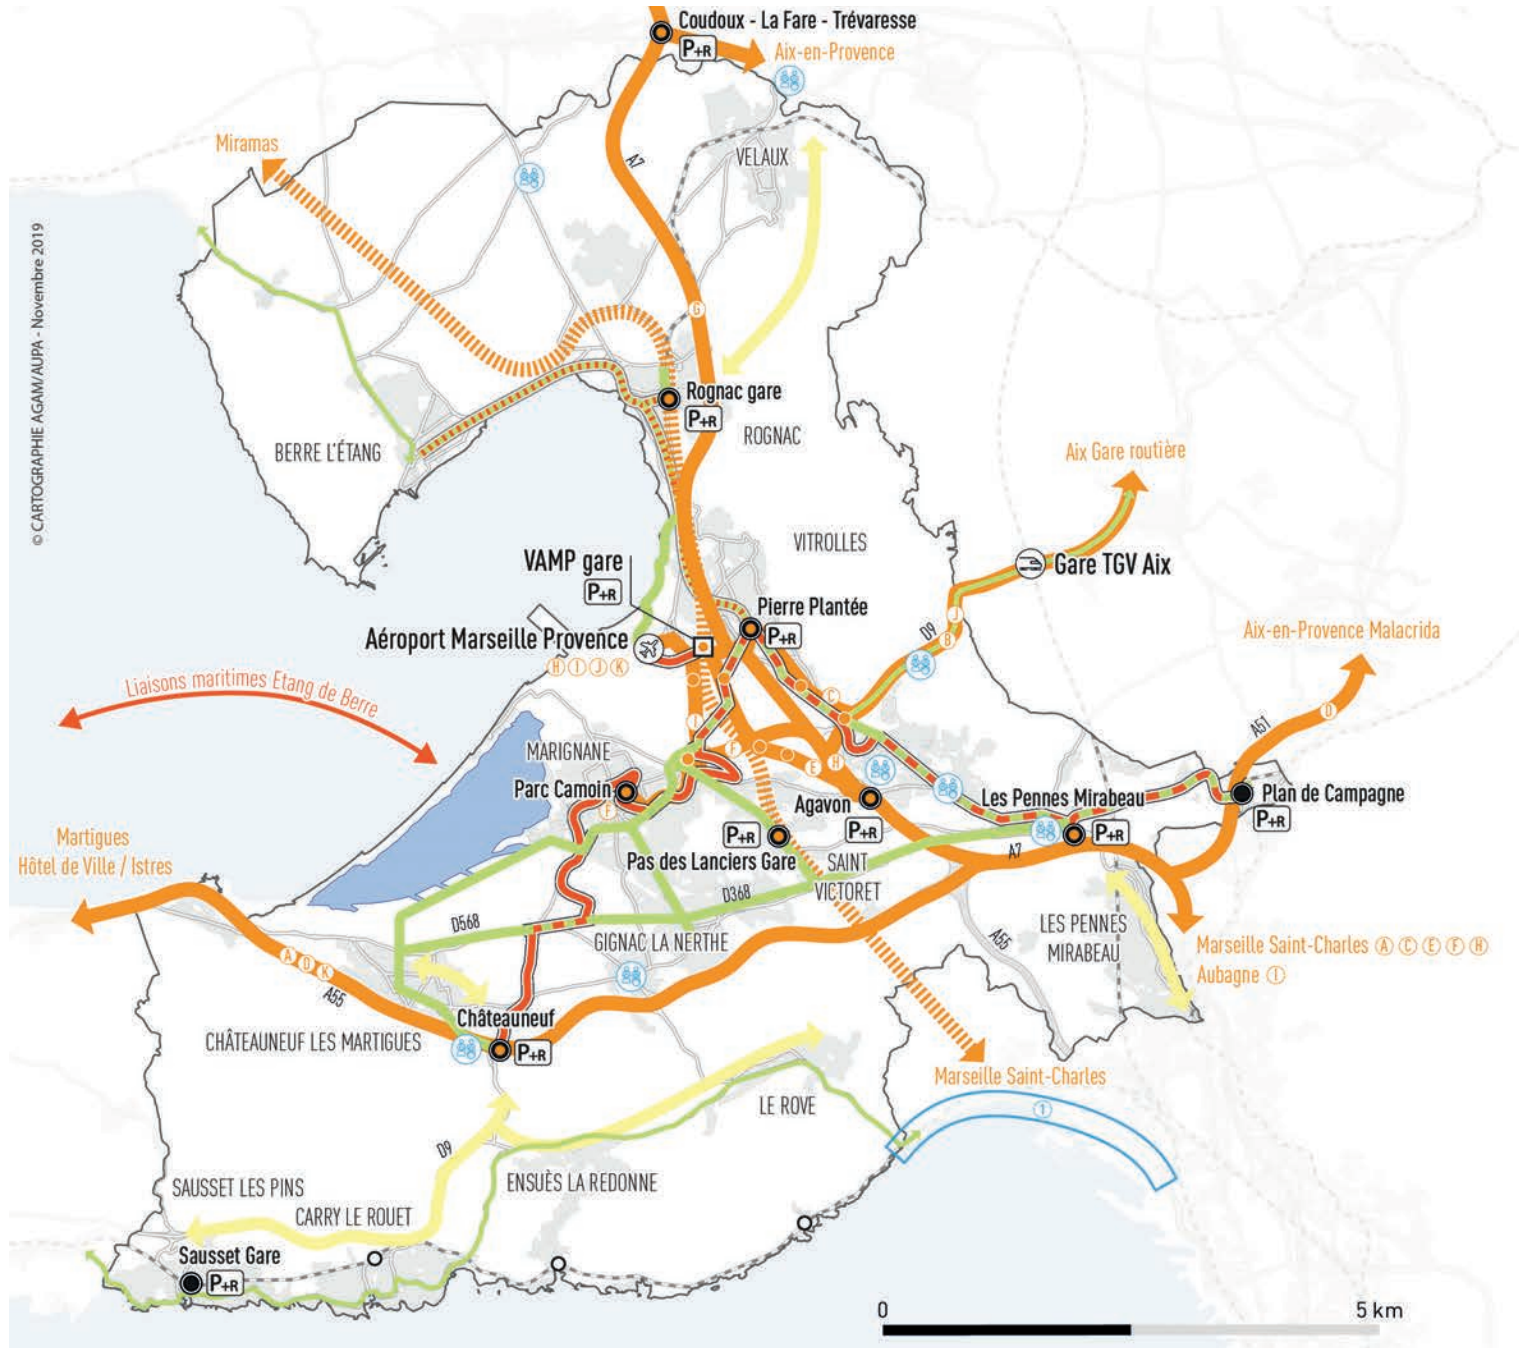 Coudoux - La Fare - Trévaresse
P+R
Aix-en-Provence
Miramas
A7
VELAUX
© CARTOGRAPHIE AGAM/AUPA - Novembre 2019
G
Rognac gare
P+R
ROGNAC
BERRE L'ÉTANG
Aix Gare routière
VITROLLES
VAMP gare
P+R
Gare TGV Aix
Pierre Plantée
P+R
J
D9
B
Aix-en-Provence Malacrida
Aéroport Marseille Provence
H I J K
Liaisons maritimes Etang de Berre
C
I
A51
D
MARIGNANE
F
E
H
Parc Camoin
F
Agavon
P+R
Les Pennes Mirabeau
P+R
Plan de Campagne
P+R
P+R
Pas des Lanciers Gare
Martigues
Hôtel de Ville / Istres
SAINT
VICTORET
A7
D368
D568
GIGNAC LA NERTHE
A55
LES PENNES
MIRABEAU
Marseille Saint-Charles A C E F H
Aubagne I
A D K
A55
Châteauneuf
P+R
CHÂTEAUNEUF LES MARTIGUES
Marseille Saint-Charles
1
LE ROVE
D9
ENSUÈS LA REDONNE
SAUSSET LES PINS
CARRY LE ROUET
Sausset Gare
P+R
0
5 km